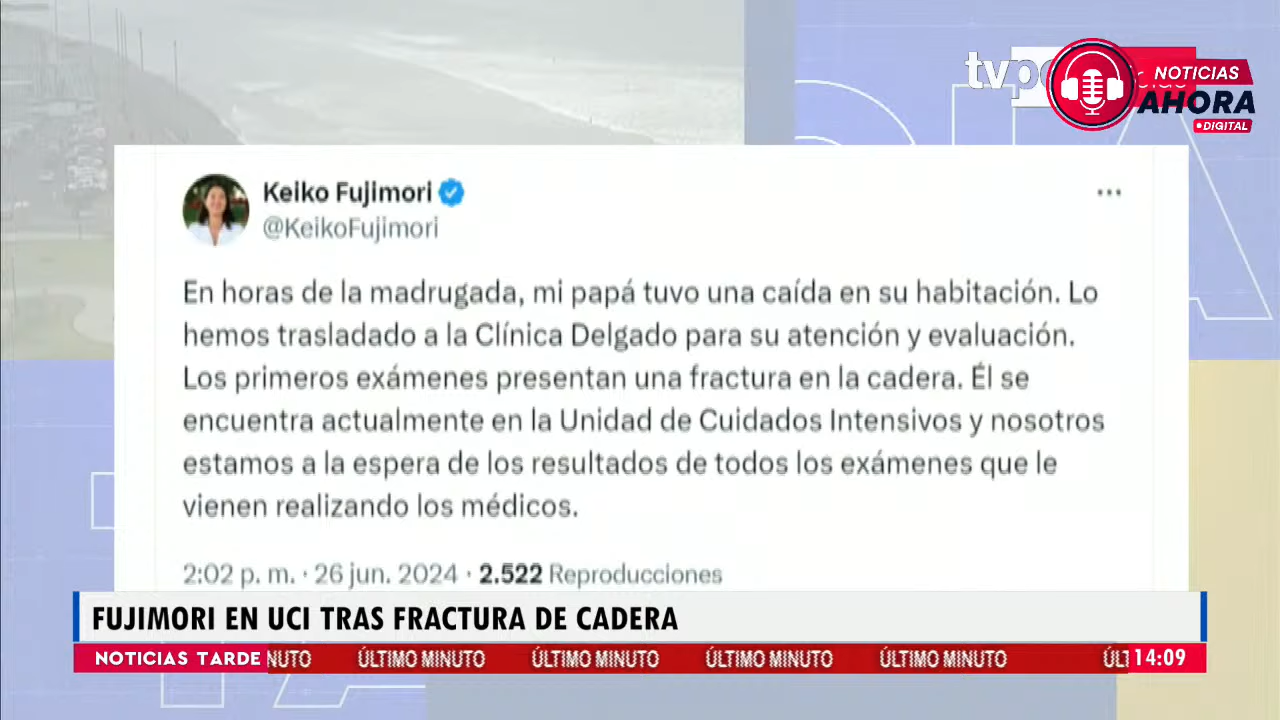 tvpe
NOTICIAS
AHORA
DIGITAL
Keiko Fujimori
@KeikoFujimori
En horas de la madrugada, mi papá tuvo una caída en su habitación. Lo
hemos trasladado a la Clínica Delgado para su atención y evaluación.
Los primeros exámenes presentan una fractura en la cadera. Él se
encuentra actualmente en la Unidad de Cuidados Intensivos y nosotros
estamos a la espera de los resultados de todos los exámenes que le
vienen realizando los médicos.
2:02 p. m. · 26 jun. 2024 · 2.522 Reproducciones
FUJIMORI EN UCI TRAS FRACTURA DE CADERA
NOTICIAS TARDE NUTO ÚLTIMO MINUTO ÚLTIMO MINUTO ÚLTIMO MINUTO ÚLTIMO MINUTO ÚLT 14:09